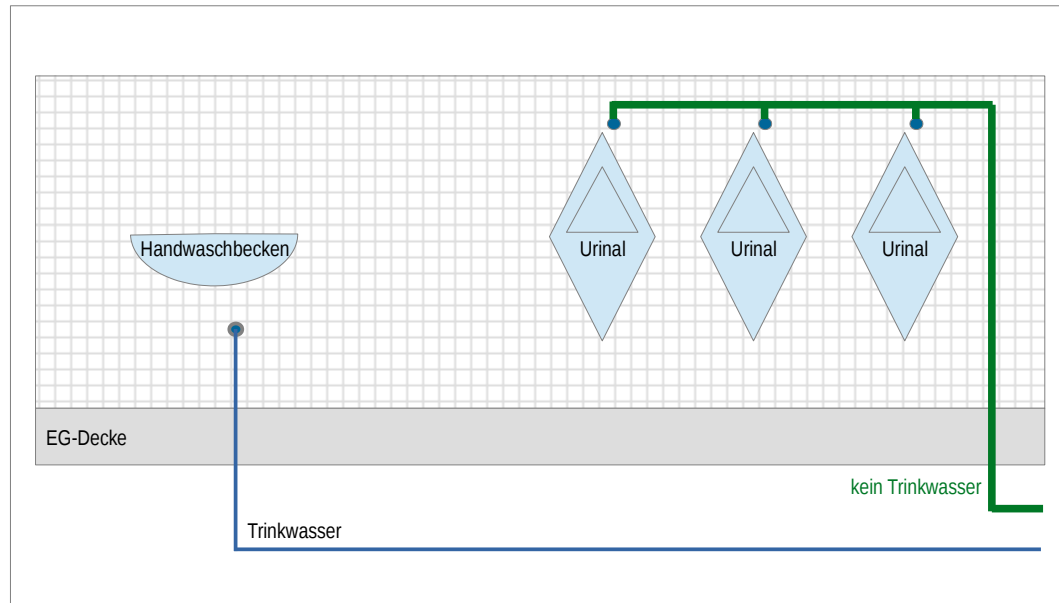 Handwaschbecken
Urinal
Urinal
Urinal
EG-Decke
kein Trinkwasser
Trinkwasser